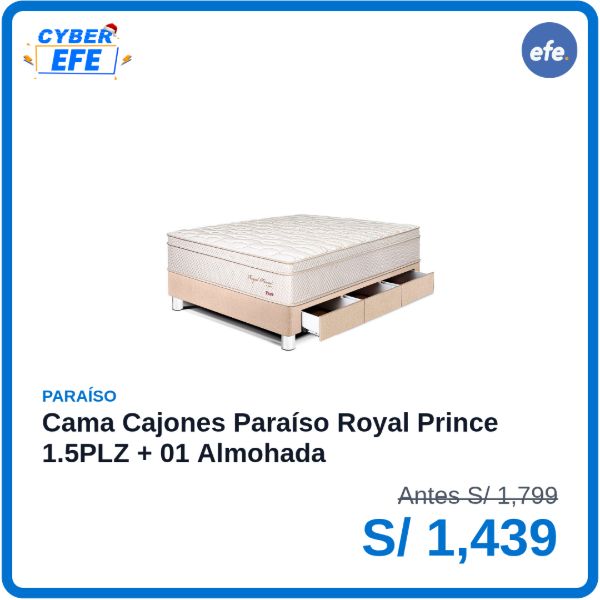 CYBER
EFE
efe.
PARAÍSO
Cama Cajones Paraíso Royal Prince
1.5PLZ + 01 Almohada
Antes S/ 1,799
S/ 1,439